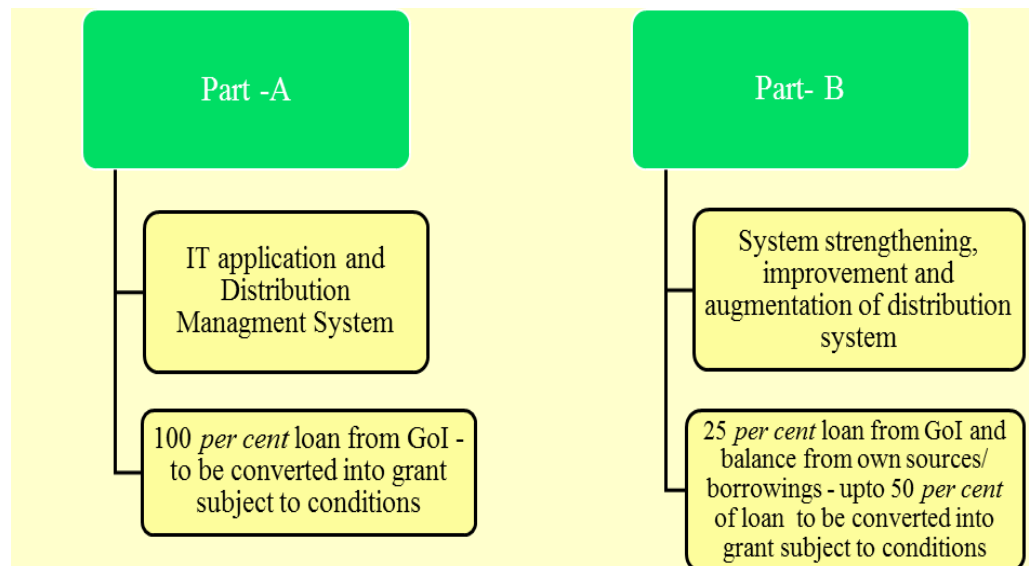 Part -A
IT application and
Distribution
Managment System
100 per cent loan from GoI -
to be converted into grant
subject to conditions
Part- B
System strengthening,
improvement and
augmentation of distribution
system
25 per cent loan from GoI and
balance from own sources/
borrowings - upto 50 per cent
of loan to be converted into
grant subject to conditions